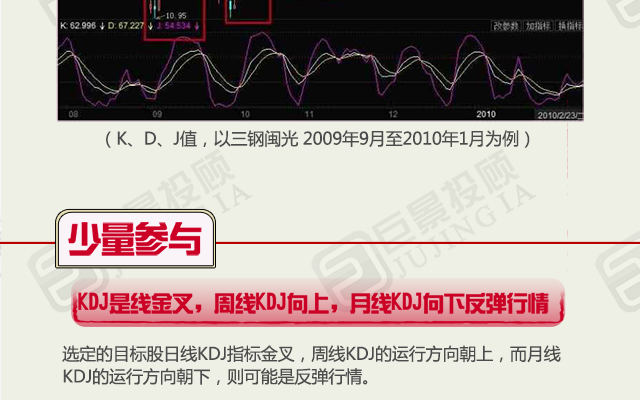 10.95
K: 62.996 ↓ D: 67.227 ↓ J: 54.534 ↓ 改参数 加指标 换指标
08 09 10 11 12 2010 2010/2/23/二
（K、D、J值，以三钢闽光 2009年9月至2010年1月为例）
巨景投顾
JUJING IA
少量参与
KDJ是线金叉，周线KDJ向上，月线KDJ向下反弹行情
选定的目标股日线KDJ指标金叉，周线KDJ的运行方向朝上，而月线
KDJ的运行方向朝下，则可能是反弹行情。